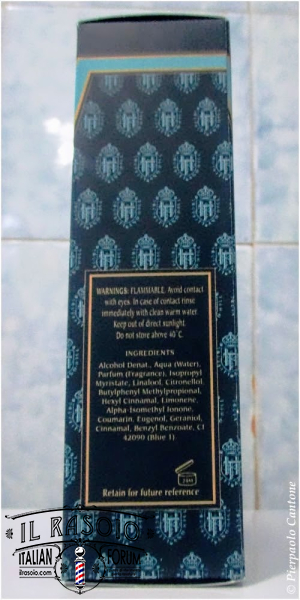 WARNINGS: FLAMMABLE. Avoid contact
with eyes. In case of contact rinse
immediately with clean warm water.
Keep out of direct sunlight.
Do not store above 40°C.
INGREDIENTS
Alcohol Denat., Aqua (Water),
Parfum (Fragrance), Isopropyl
Myristate, Linalool, Citronellol,
Butylphenyl Methylpropional,
Hexyl Cinnamal, Limonene,
Alpha-Isomethyl Ionone,
Coumarin, Eugenol, Geraniol,
Cinnamal, Benzyl Benzoate, CI
42090 (Blue 1).
Retain for future reference
IL RASOIO
ITALIAN FORUM
ilrasoio.com
© Pierpaolo Cantone